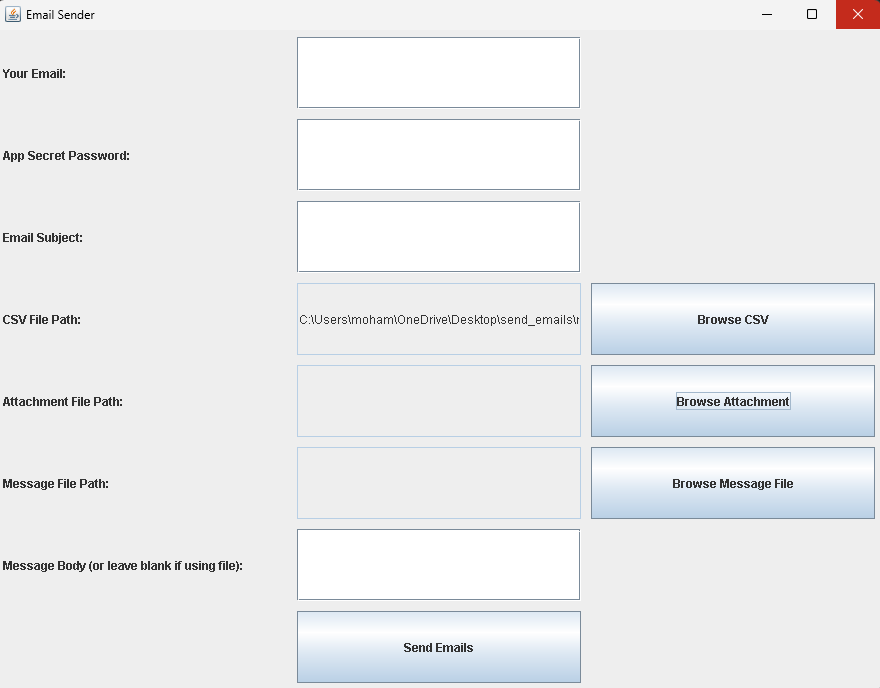 Email Sender
Your Email:
App Secret Password:
Email Subject:
CSV File Path:
C:\Users\moham\OneDrive\Desktop\send_emails\
Browse CSV
Attachment File Path:
Browse Attachment
Message File Path:
Browse Message File
Message Body (or leave blank if using file):
Send Emails